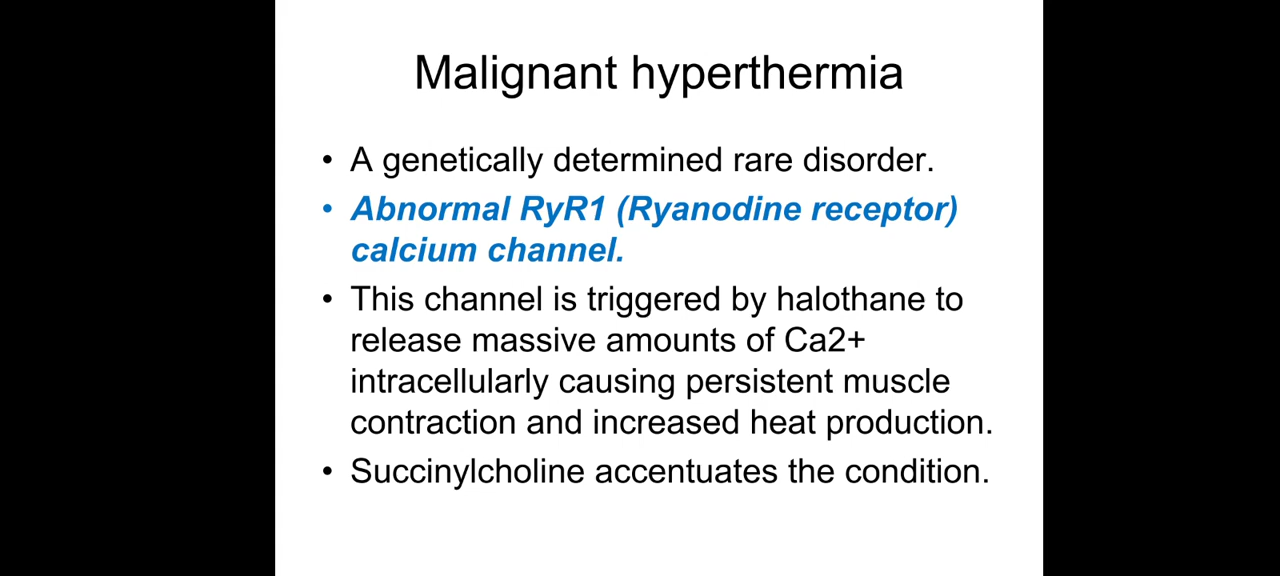 Malignant hyperthermia
• A genetically determined rare disorder.
• Abnormal RyR1 (Ryanodine receptor)
calcium channel.
• This channel is triggered by halothane to
release massive amounts of Ca2+
intracellularly causing persistent muscle
contraction and increased heat production.
• Succinylcholine accentuates the condition.